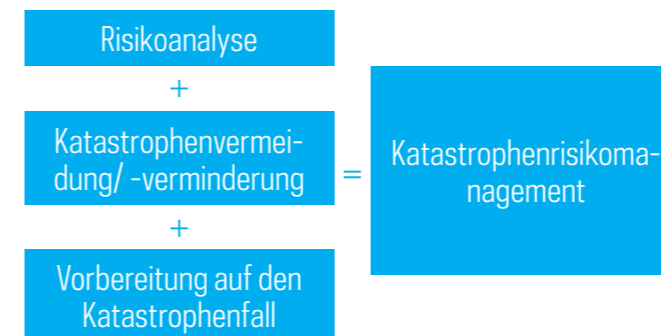 Risikoanalyse
+
Katastrophenvermei-
dung/ -verminderung
+
Vorbereitung auf den
Katastrophenfall
=
Katastrophenrisikoma-
nagement